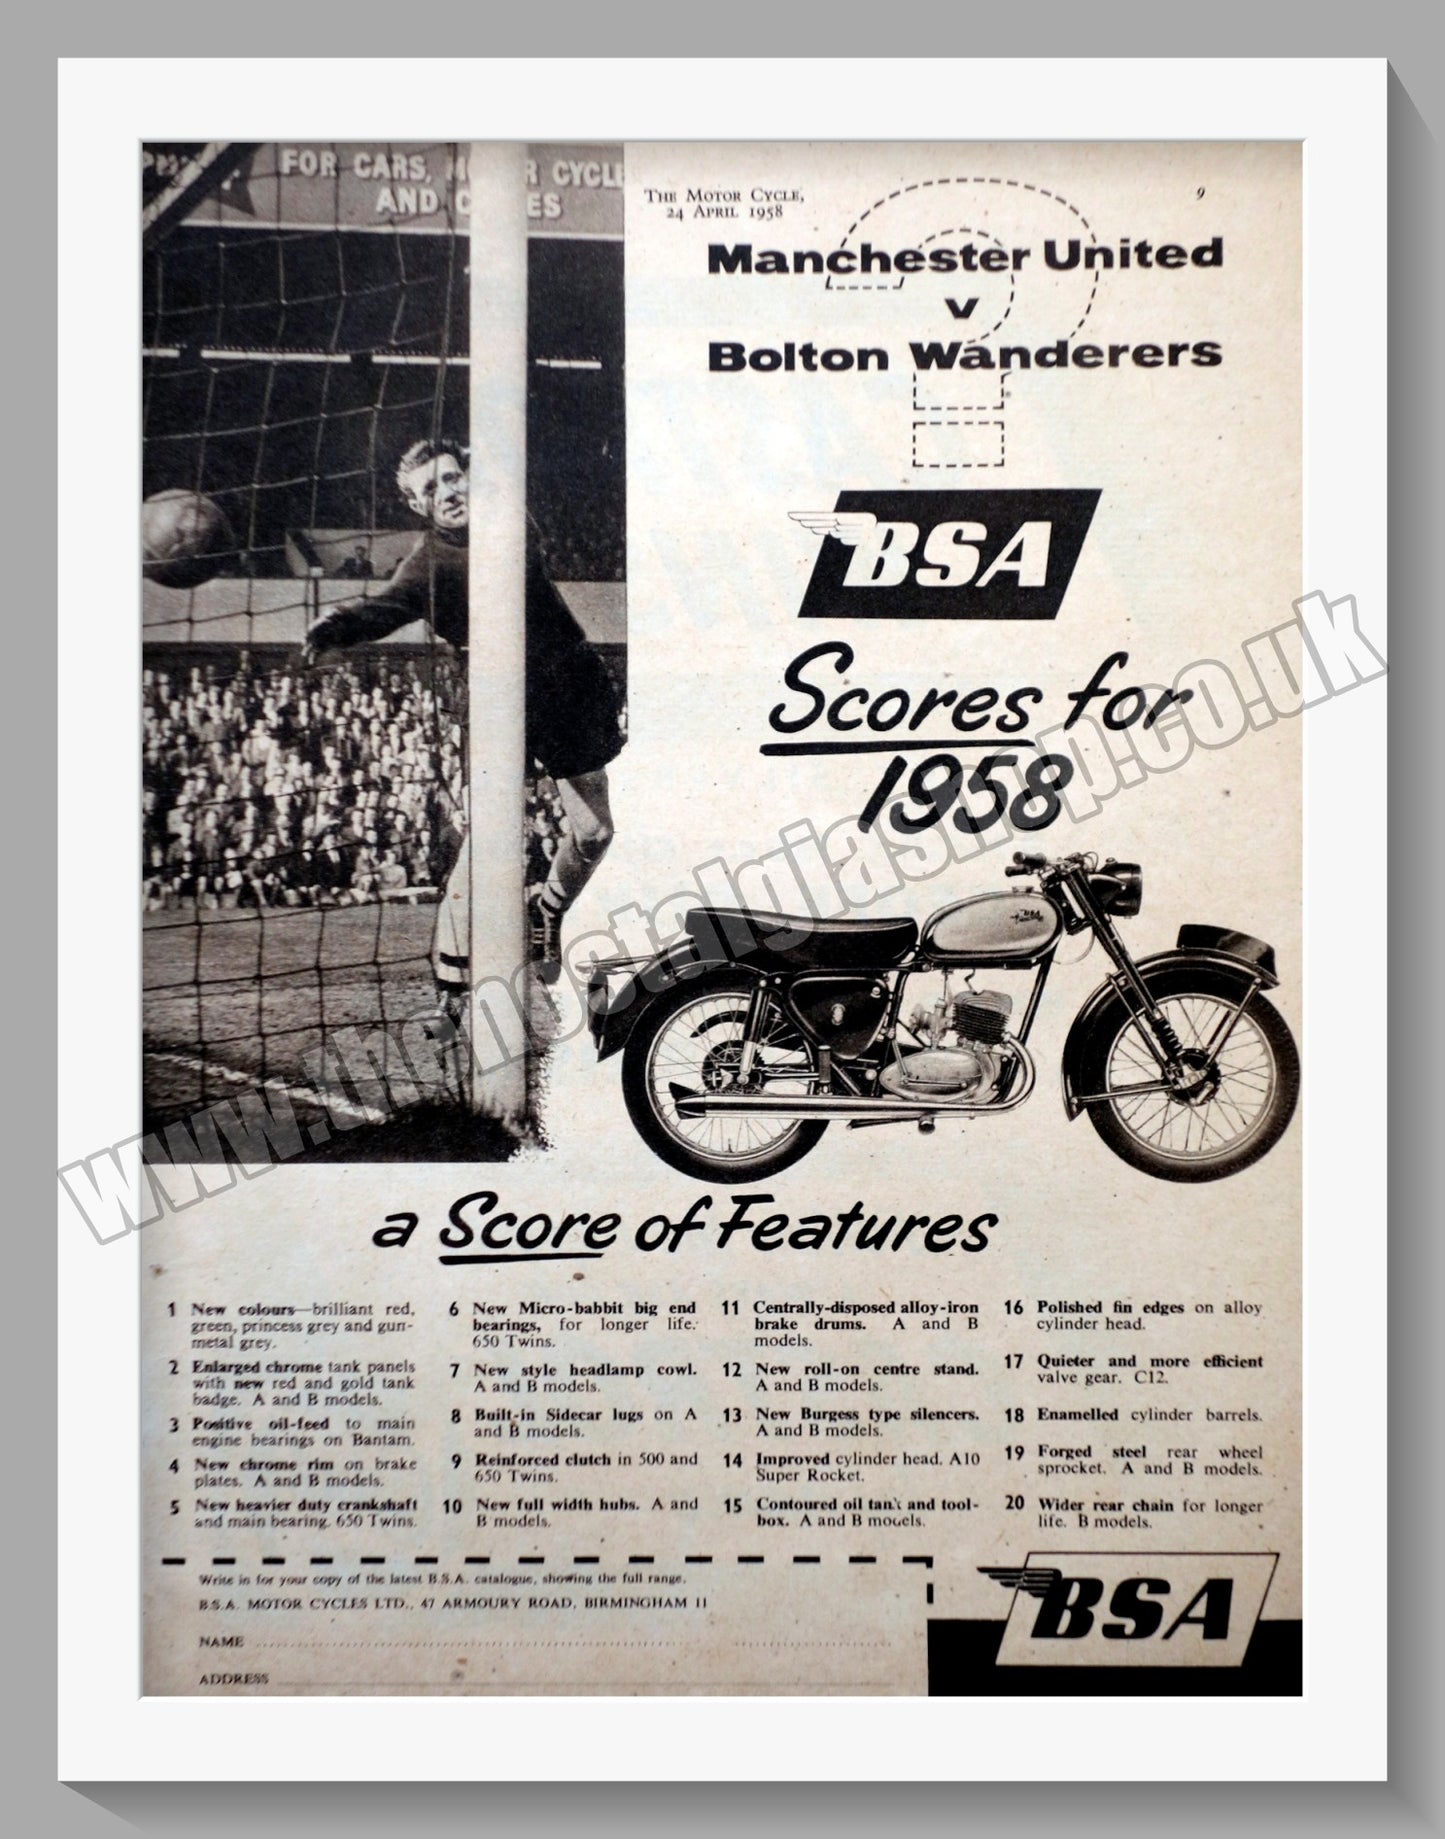 FOR CARS,
AND
THE MOTOR CYCLE,
24 APRIL 1958
9
Manchester United
v
Bolton Wanderers
BSA
Scores for
1958
BSA
www.thenostalgiashop.co.uk
a Score of Features
1 New colours—brilliant red,
green, princess grey and gun-
metal grey.
2 Enlarged chrome tank panels
with new red and gold tank
badge. A and B models.
3 Positive oil-feed to main
engine bearings on Bantam.
4 New chrome rim on brake
plates. A and B models.
5 New heavier duty crankshaft
and main bearing. 650 Twins.
6 New Micro-babbit big end
bearings, for longer life.
650 Twins.
7 New style headlamp cowl.
A and B models.
8 Built-in Sidecar lugs on A
and B models.
9 Reinforced clutch in 500 and
650 Twins.
10 New full width hubs. A and
B models.
11 Centrally-disposed alloy-iron
brake drums. A and B
models.
12 New roll-on centre stand.
A and B models.
13 New Burgess type silencers.
A and B models.
14 Improved cylinder head. A10
Super Rocket.
15 Contoured oil tank and tool-
box. A and B models.
16 Polished fin edges on alloy
cylinder head.
17 Quieter and more efficient
valve gear. C12.
18 Enamelled cylinder barrels.
19 Forged steel rear wheel
sprocket. A and B models.
20 Wider rear chain for longer
life. B models.
Write in for your copy of the latest B.S.A. catalogue, showing the full range.
B.S.A. MOTOR CYCLES LTD., 47 ARMOURY ROAD, BIRMINGHAM 11
NAME
ADDRESS
BSA